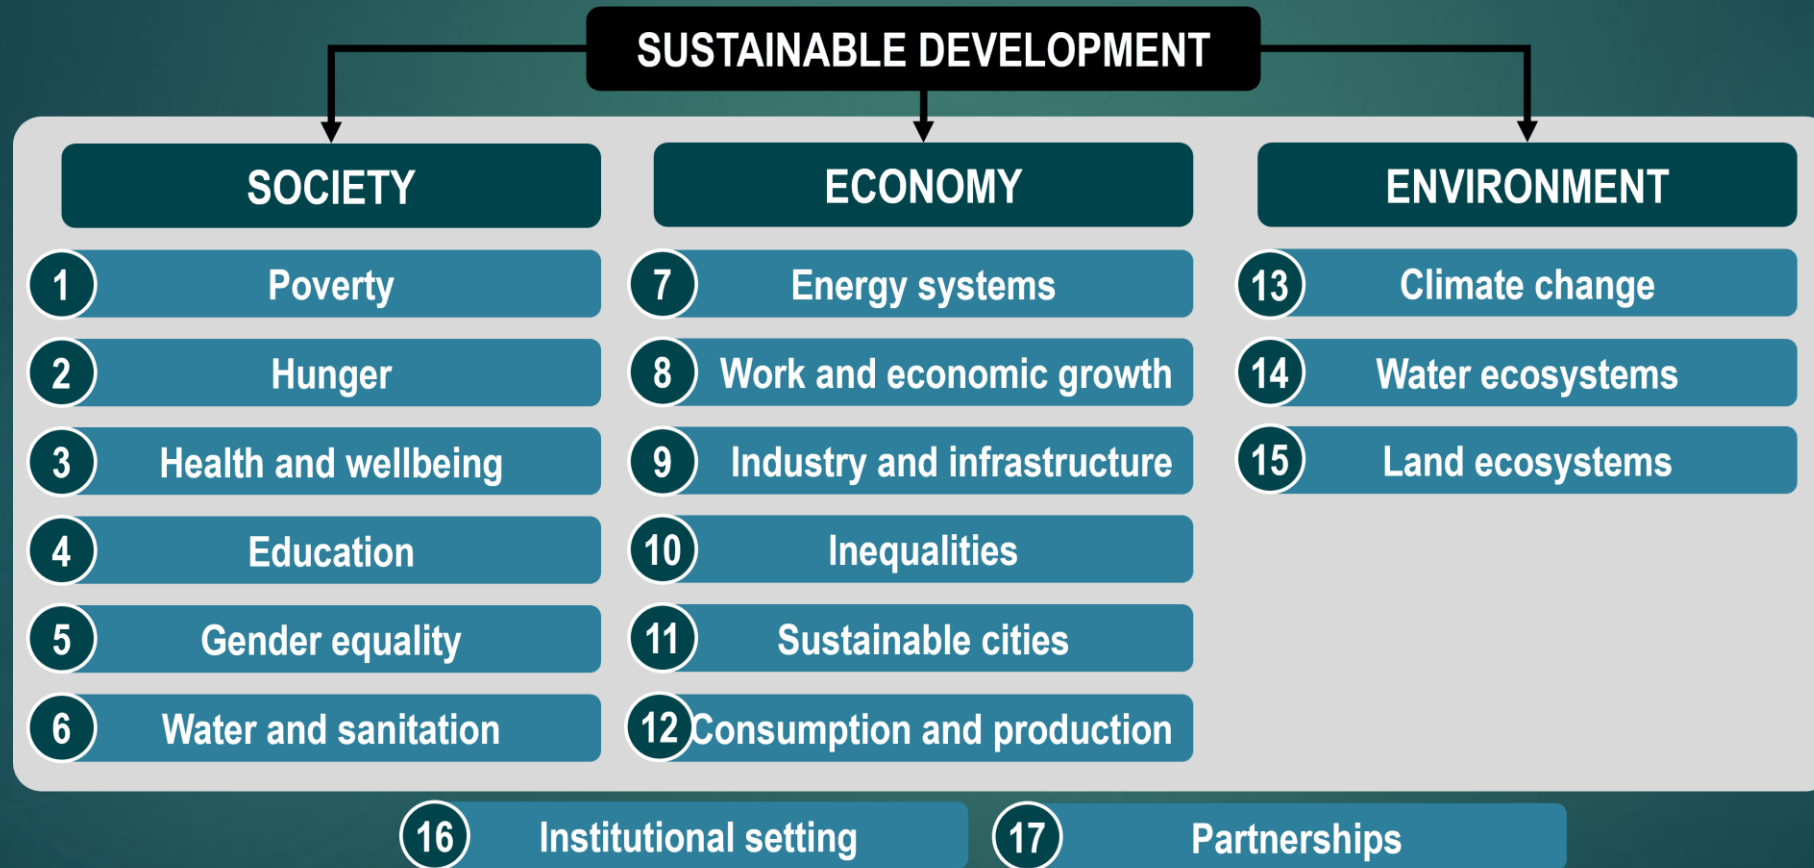 SUSTAINABLE DEVELOPMENT
SOCIETY
1 Poverty
2 Hunger
3 Health and wellbeing
4 Education
5 Gender equality
6 Water and sanitation
ECONOMY
7 Energy systems
8 Work and economic growth
9 Industry and infrastructure
10 Inequalities
11 Sustainable cities
12 Consumption and production
ENVIRONMENT
13 Climate change
14 Water ecosystems
15 Land ecosystems
16 Institutional setting
17 Partnerships